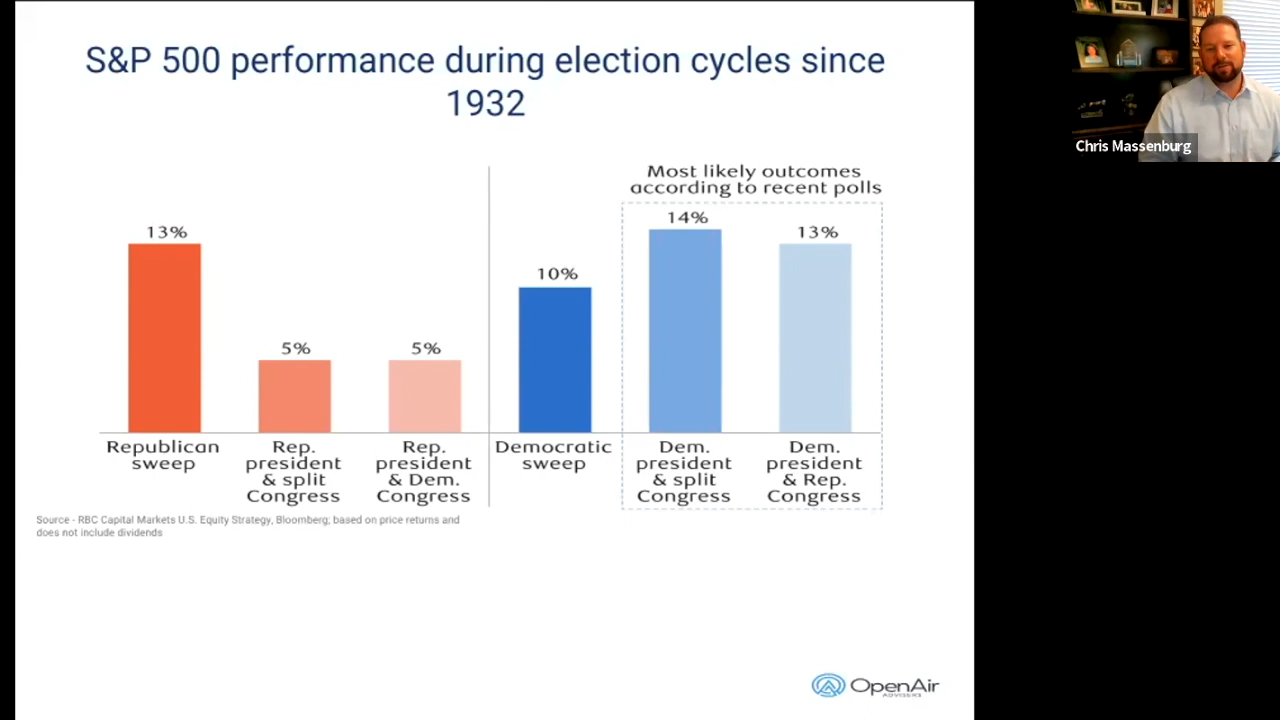 S&P 500 performance during election cycles since
1932
Chris Massenburg
Most likely outcomes
according to recent polls
13%
5%
5%
10%
14%
13%
Republican
sweep
Rep.
president
& split
Congress
Rep.
president
& Dem.
Congress
Democratic
sweep
Dem.
president
& split
Congress
Dem.
president
& Rep.
Congress
Source - RBC Capital Markets U.S. Equity Strategy, Bloomberg; based on price returns and
does not include dividends
OpenAir
ADVISERS